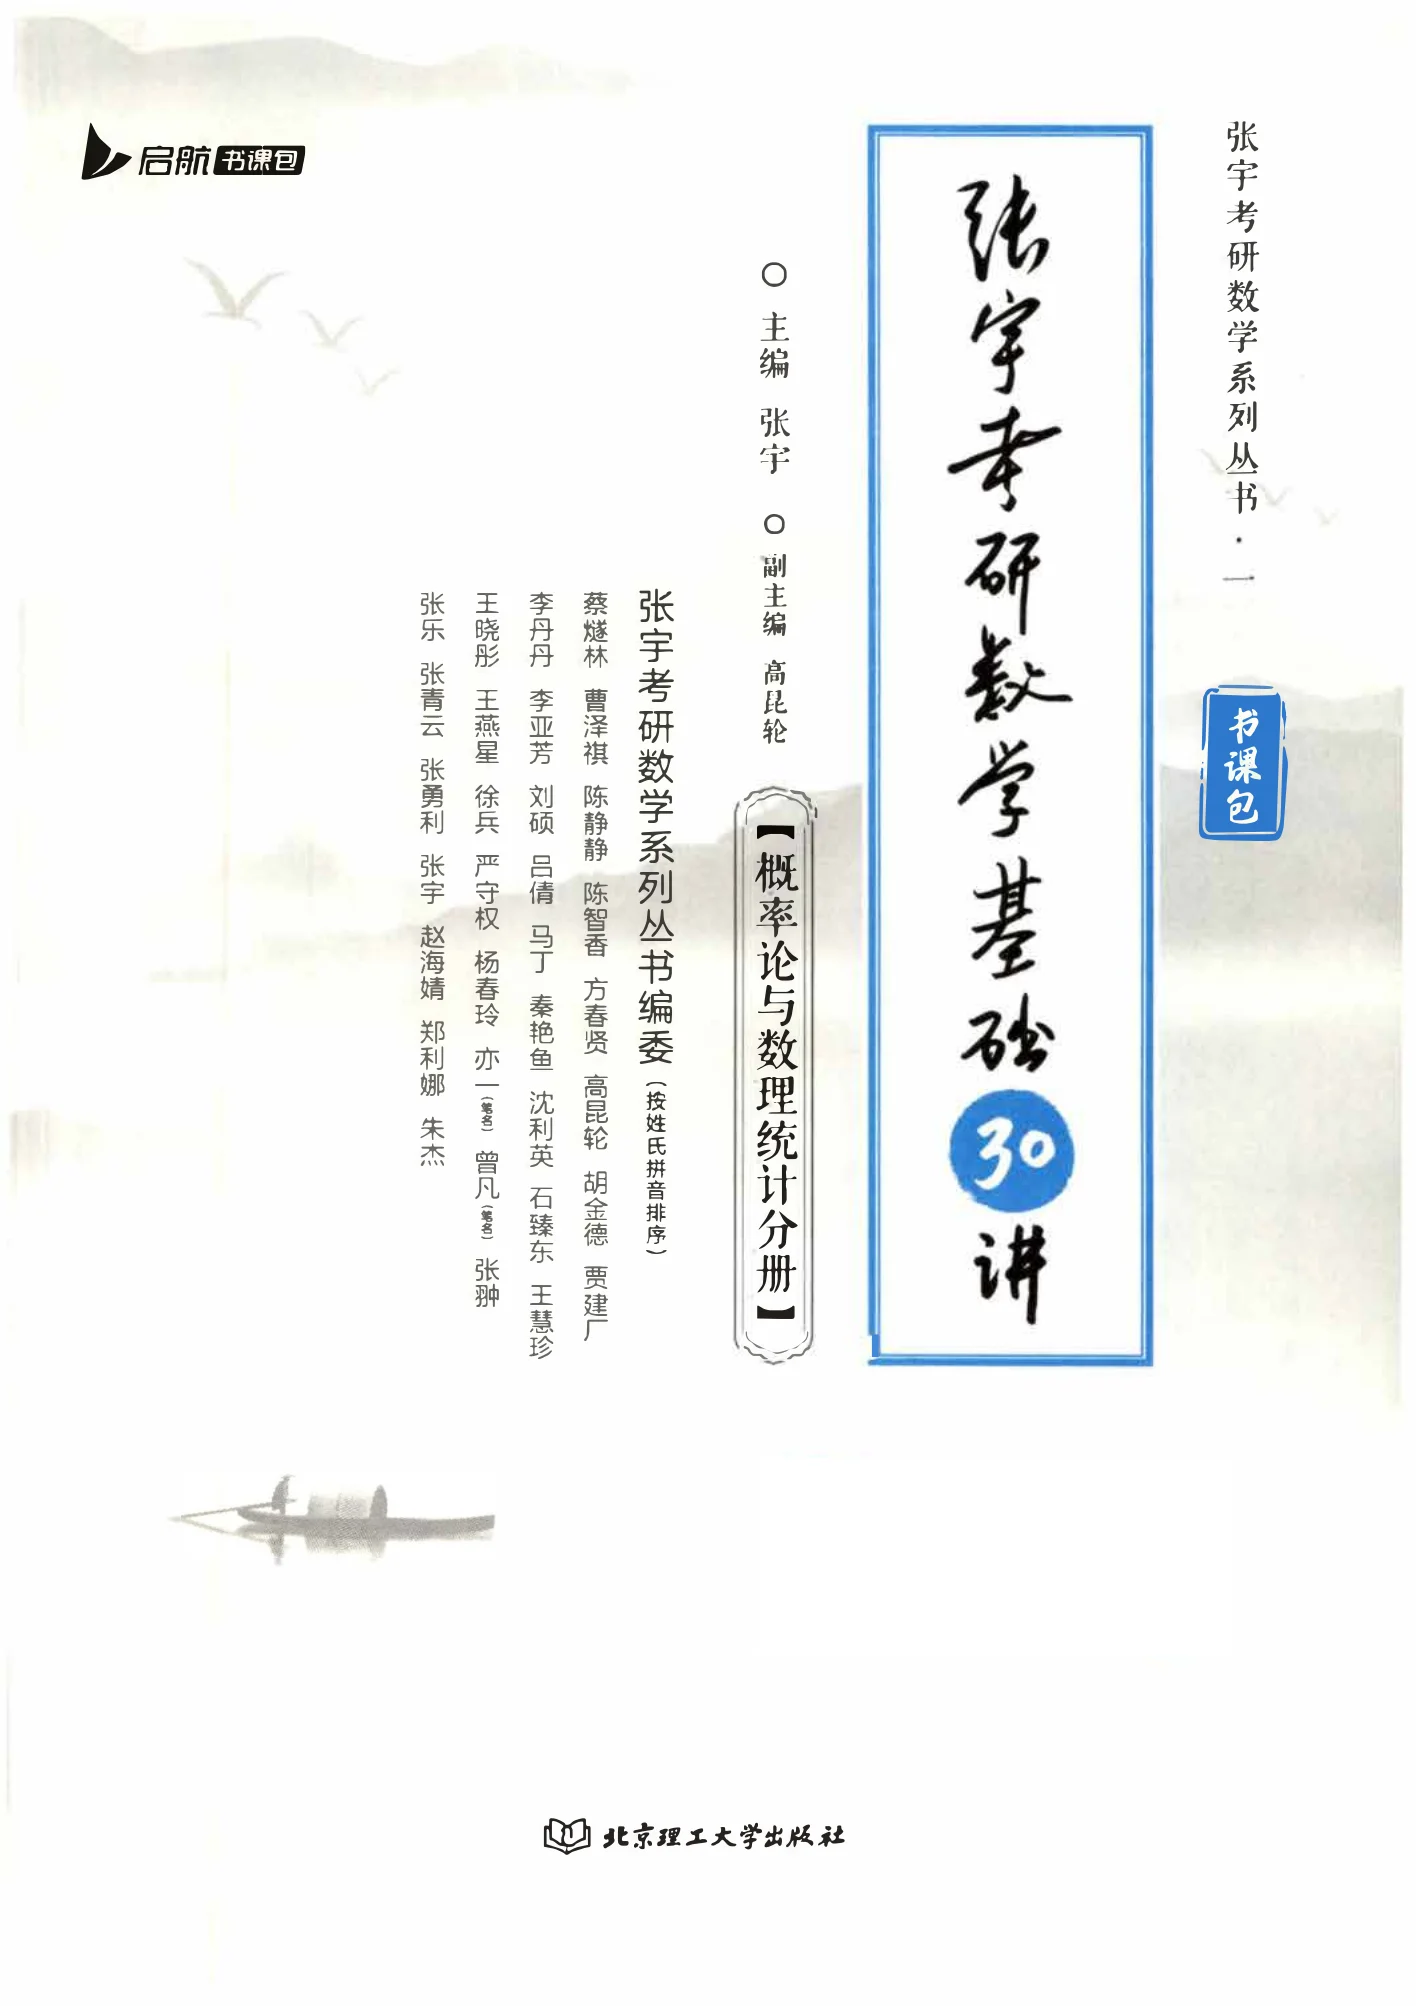 启航书课包
张宇考研数学系列丛书·一
书课包
张宇考研数学基础30讲
主编 张宇 副主编 高昆轮
【概率论与数理统计分册】
张宇考研数学系列丛书编委(按姓氏拼音排序)
蔡燧林 曹泽祺 陈静静 陈智香 方春贤 高昆轮 胡金德 贾建厂
李丹丹 李亚芳 刘硕 吕倩 马丁 秦艳鱼 沈利英 石臻东 王慧珍
王晓彤 王燕星 徐兵 严守权 杨春玲 亦一(笔名) 曾凡(笔名) 张翀
张乐 张青云 张勇利 张宇 赵海婧 郑利娜 朱杰
北京理工大学出版社